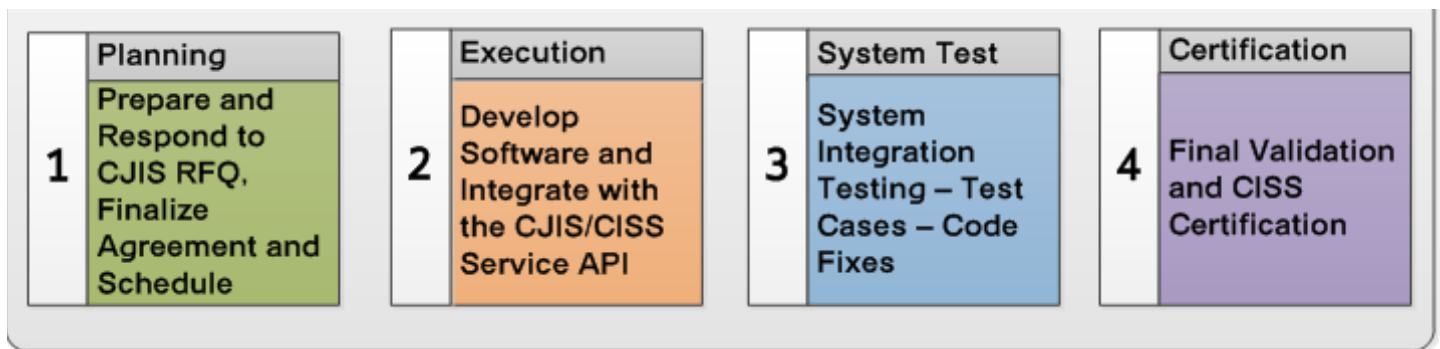 1
Planning
Prepare and
Respond to
CJIS RFQ,
Finalize
Agreement and
Schedule
2
Execution
Develop
Software and
Integrate with
the CJIS/CISS
Service API
3
System Test
System
Integration
Testing – Test
Cases – Code
Fixes
4
Certification
Final Validation
and CISS
Certification